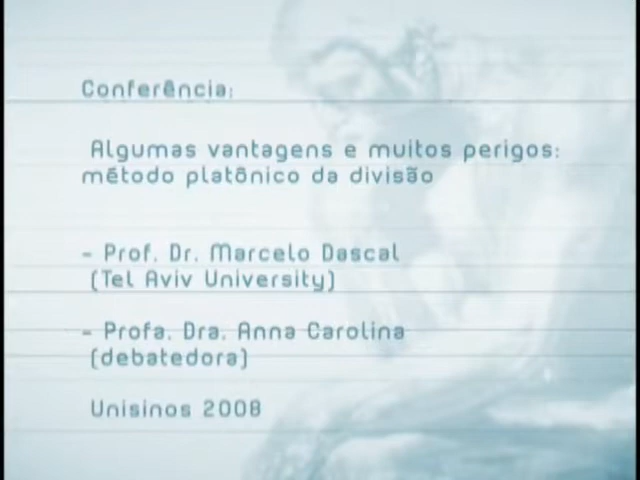 Conferência:
Algumas vantagens e muitos perigos:
método platônico da divisão
- Prof. Dr. Marcelo Dascal
(Tel Aviv University)
- Profa. Dra. Anna Carolina
(debatedora)
Unisinos 2008